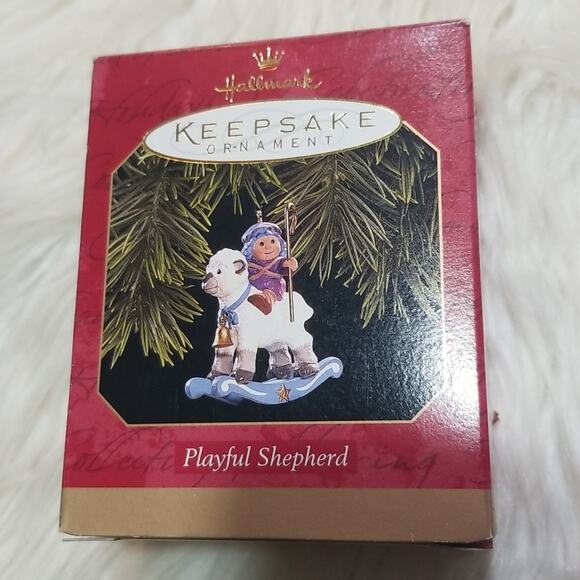 Hallmark
KEEPSAKE
ORNAMENT
Playful Shepherd